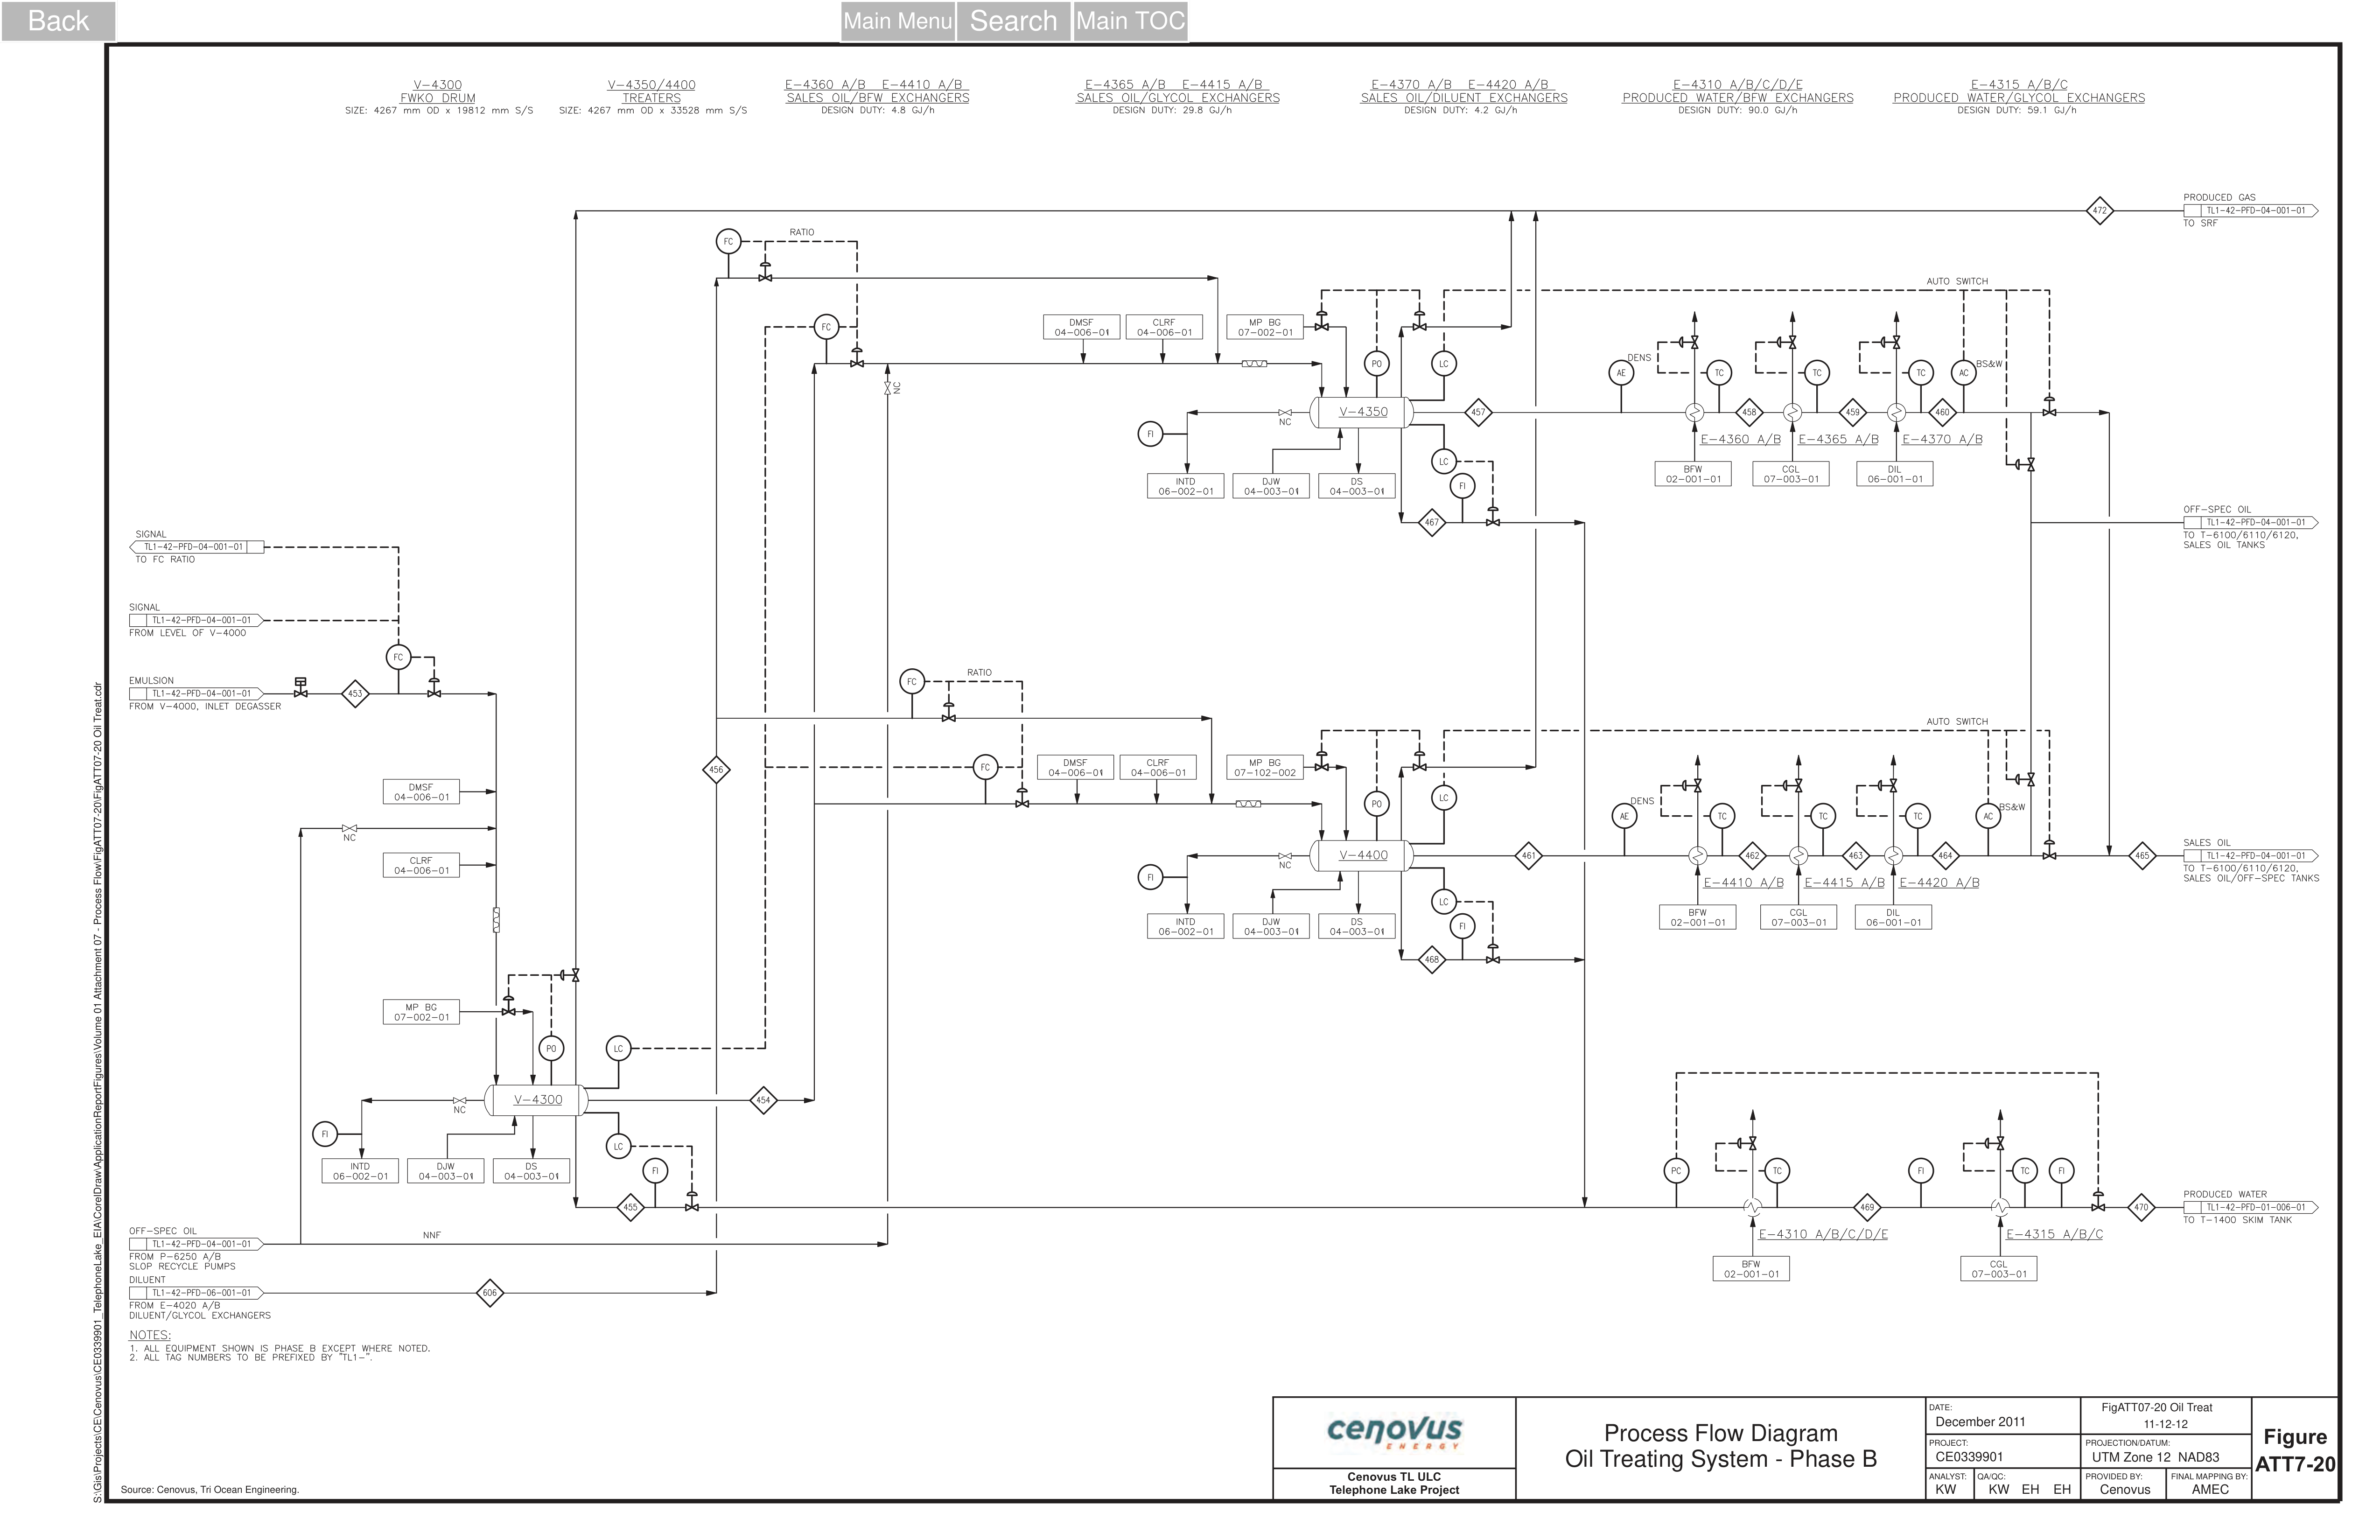 Back
Main Menu
Search
Main TOC
V-4300
FWKO DRUM
SIZE: 4267 mm OD x 19812 mm S/S
V-4350/4400
TREATERS
SIZE: 4267 mm OD x 33528 mm S/S
E-4360 A/B E-4410 A/B
SALES OIL/BFW EXCHANGERS
DESIGN DUTY: 4.8 GJ/h
E-4365 A/B E-4415 A/B
SALES OIL/GLYCOL EXCHANGERS
DESIGN DUTY: 29.8 GJ/h
E-4370 A/B E-4420 A/B
SALES OIL/DILUENT EXCHANGERS
DESIGN DUTY: 4.2 GJ/h
E-4310 A/B/C/D/E
PRODUCED WATER/BFW EXCHANGERS
DESIGN DUTY: 90.0 GJ/h
E-4315 A/B/C
PRODUCED WATER/GLYCOL EXCHANGERS
DESIGN DUTY: 59.1 GJ/h
472
PRODUCED GAS
TL1-42-PFD-04-001-01
TO SRF
FC
RATIO
FC
NC
DMSF
04-006-01
CLRF
04-006-01
MP BG
07-002-01
PO
LC
AUTO SWITCH
V-4350
NC
FI
INTD
06-002-01
DJW
04-003-01
DS
04-003-01
LC
FI
467
457
AE
DENS
TC
458
TC
459
TC
460
AC
BS&W
E-4360 A/B
E-4365 A/B
E-4370 A/B
BFW
02-001-01
CGL
07-003-01
DIL
06-001-01
OFF-SPEC OIL
TL1-42-PFD-04-001-01
TO T-6100/6110/6120,
SALES OIL TANKS
SIGNAL
TL1-42-PFD-04-001-01
TO FC RATIO
SIGNAL
TL1-42-PFD-04-001-01
FROM LEVEL OF V-4000
FC
EMULSION
TL1-42-PFD-04-001-01
FROM V-4000, INLET DEGASSER
453
FC
RATIO
456
FC
DMSF
04-006-01
CLRF
04-006-01
MP BG
07-102-002
PO
LC
AUTO SWITCH
V-4400
NC
FI
INTD
06-002-01
DJW
04-003-01
DS
04-003-01
LC
FI
468
461
AE
DENS
TC
462
TC
463
TC
464
AC
BS&W
E-4410 A/B
E-4415 A/B
E-4420 A/B
BFW
02-001-01
CGL
07-003-01
DIL
06-001-01
465
SALES OIL
TL1-42-PFD-04-001-01
TO T-6100/6110/6120,
SALES OIL/OFF-SPEC TANKS
DMSF
04-006-01
NC
CLRF
04-006-01
MP BG
07-002-01
PO
LC
V-4300
NC
FI
INTD
06-002-01
DJW
04-003-01
DS
04-003-01
454
LC
FI
455
PC
TC
469
FI
TC
FI
470
E-4310 A/B/C/D/E
E-4315 A/B/C
BFW
02-001-01
CGL
07-003-01
PRODUCED WATER
TL1-42-PFD-01-006-01
TO T-1400 SKIM TANK
OFF-SPEC OIL
TL1-42-PFD-04-001-01
FROM P-6250 A/B
SLOP RECYCLE PUMPS
NNF
DILUENT
TL1-42-PFD-06-001-01
FROM E-4020 A/B
DILUENT/GLYCOL EXCHANGERS
606
NOTES:
1. ALL EQUIPMENT SHOWN IS PHASE B EXCEPT WHERE NOTED.
2. ALL TAG NUMBERS TO BE PREFIXED BY "TL1-".
S:\Gis\Projects\CE\Cenovus\CE0339901_TelephoneLake_EIA\CorelDraw\ApplicationReportFigures\Volume 01 Attachment 07 - Process Flow\FigATT07-20\FigATT07-20 Oil Treat.cdr
Source: Cenovus, Tri Ocean Engineering.
cenovus
ENERGY
Cenovus TL ULC
Telephone Lake Project
Process Flow Diagram
Oil Treating System - Phase B
DATE:
December 2011
FigATT07-20 Oil Treat
11-12-12
PROJECT:
CE0339901
PROJECTION/DATUM:
UTM Zone 12 NAD83
ANALYST:
KW
QA/QC:
KW EH EH
PROVIDED BY:
Cenovus
FINAL MAPPING BY:
AMEC
Figure
ATT7-20